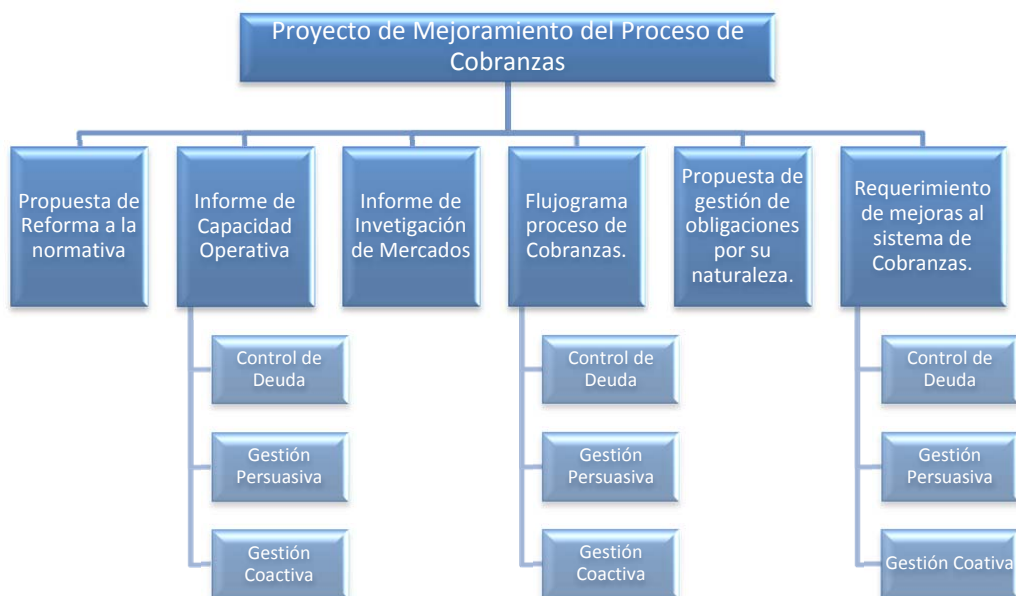 Proyecto de Mejoramiento del Proceso de
Cobranzas
Propuesta de
Reforma a la
normativa
Informe de
Capacidad
Operativa
Informe de
Invetigación
de Mercados
Flujograma
proceso de
Cobranzas.
Propuesta de
gestión de
obligaciones
por su
naturaleza.
Requerimiento
de mejoras al
sistema de
Cobranzas.
Control de
Deuda
Gestión
Persuasiva
Gestión
Coactiva
Control de
Deuda
Gestión
Persuasiva
Gestión
Coactiva
Control de
Deuda
Gestión
Persuasiva
Gestión Coativa